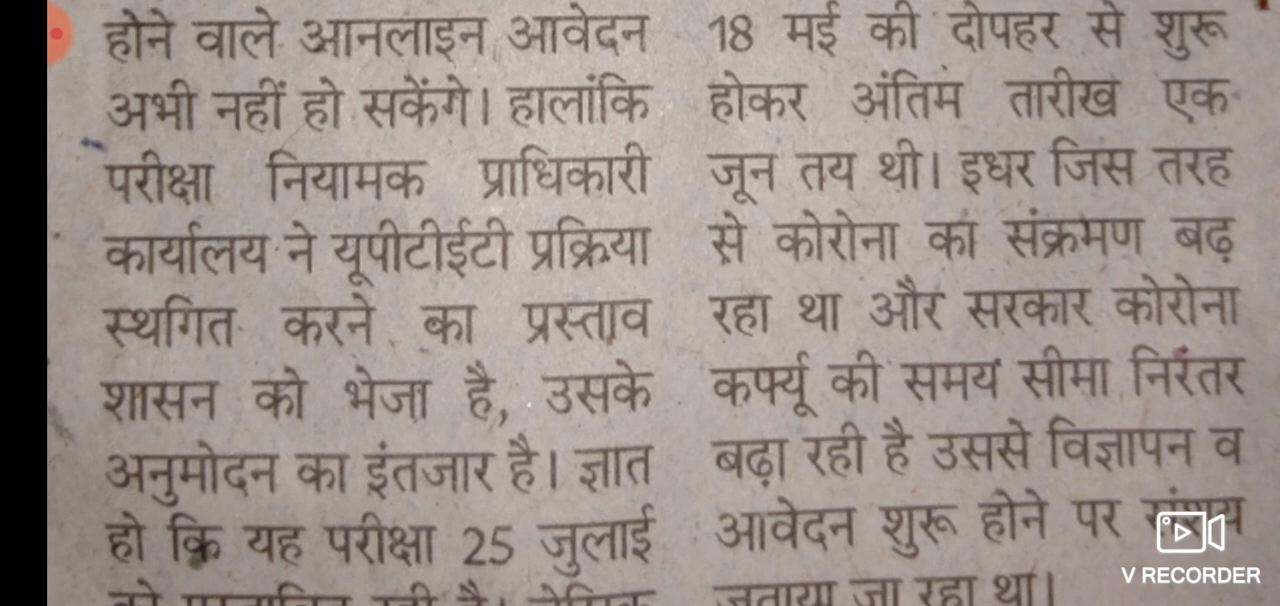 होने वाले आनलाइन आवेदन
अभी नहीं हो सकेंगे। हालांकि
परीक्षा नियामक प्राधिकारी
कार्यालय ने यूपीटीईटी प्रक्रिया
स्थगित करने का प्रस्ताव
शासन को भेजा है, उसके
अनुमोदन का इंतजार है। ज्ञात
हो कि यह परीक्षा 25 जुलाई
18 मई की दोपहर से शुरू
होकर अंतिम तारीख एक
जून तय थी। इधर जिस तरह
से कोरोना का संक्रमण बढ़
रहा था और सरकार कोरोना
कर्फ्यू की समय सीमा निरंतर
बढ़ा रही है उससे विज्ञापन व
आवेदन शुरू होने पर
जताया जा रहा था।
V RECORDER